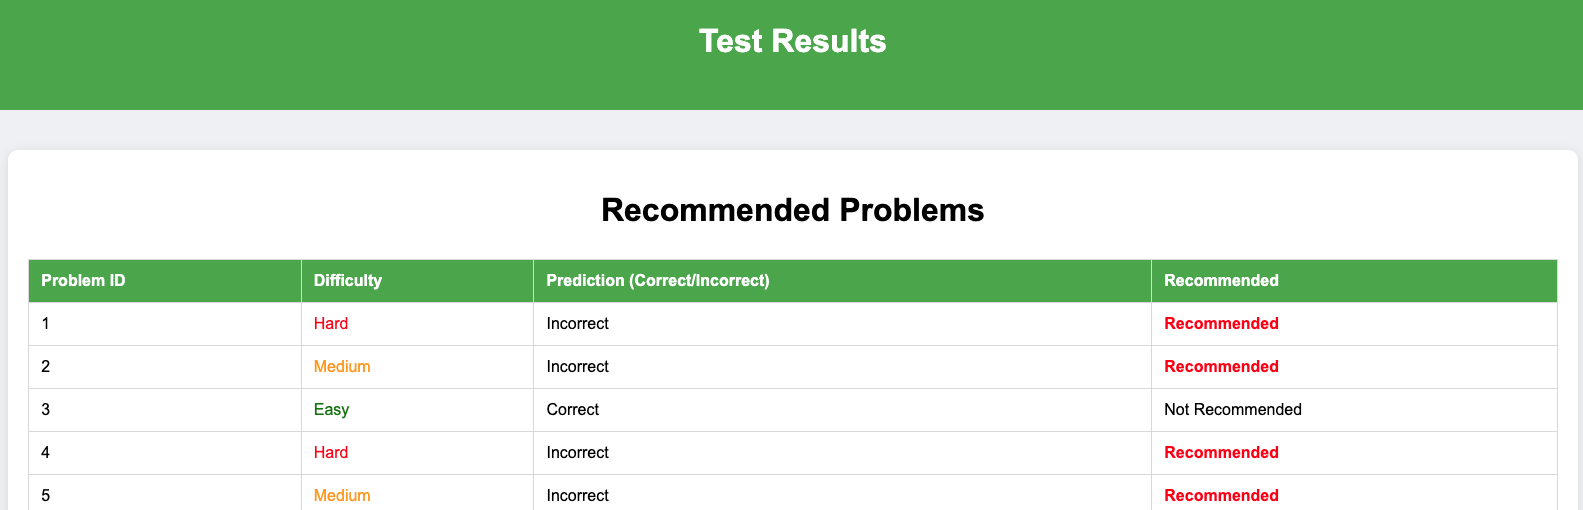 Test Results
Recommended Problems
Problem ID Difficulty Prediction (Correct/Incorrect) Recommended
1 Hard Incorrect Recommended
2 Medium Incorrect Recommended
3 Easy Correct Not Recommended
4 Hard Incorrect Recommended
5 Medium Incorrect Recommended